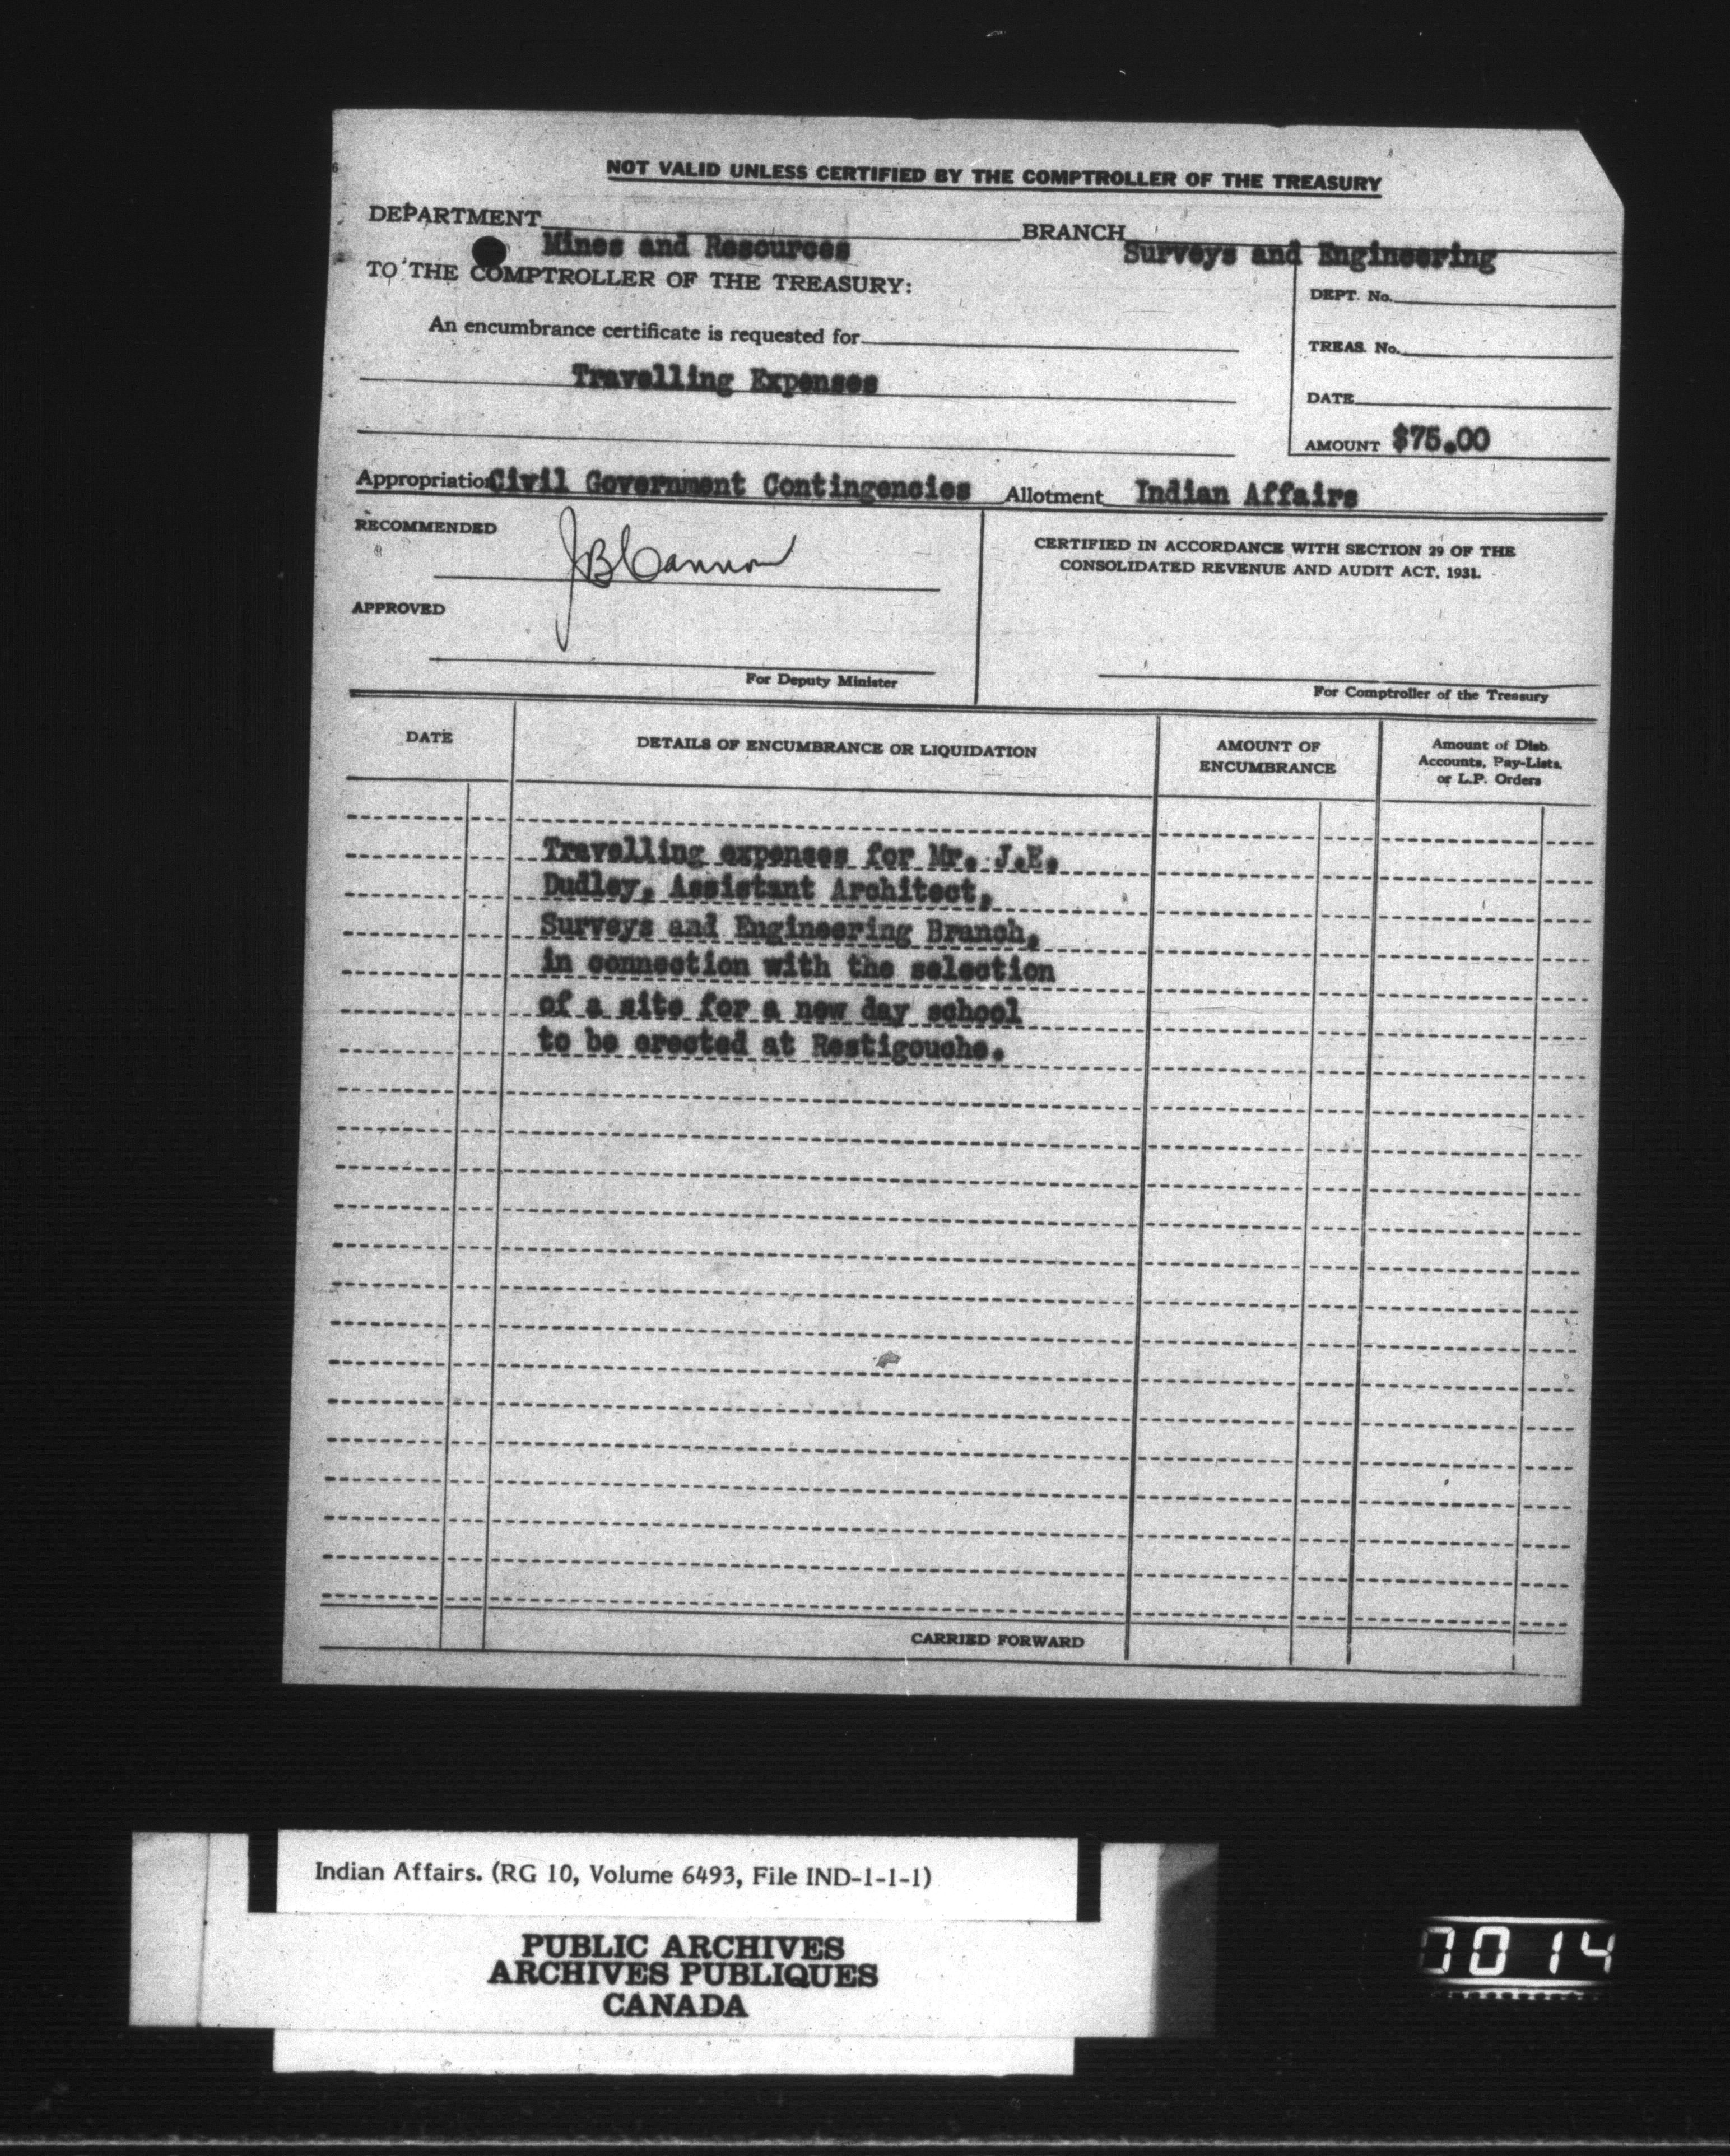 NOT VALID UNLESS CERTIFIED BY THE COMPTROLLER OF THE TREASURY
DEPARTMENT Mines and Resources BRANCH Surveys and Engineering
TO THE COMPTROLLER OF THE TREASURY:
DEPT. No.
An encumbrance certificate is requested for
TREAS. No.
Travelling Expenses
DATE
AMOUNT $75.00
Appropriation Civil Government Contingencies Allotment Indian Affairs
RECOMMENDED JBCannon
CERTIFIED IN ACCORDANCE WITH SECTION 29 OF THE
CONSOLIDATED REVENUE AND AUDIT ACT, 1931.
APPROVED
For Deputy Minister
For Comptroller of the Treasury
DATE
DETAILS OF ENCUMBRANCE OR LIQUIDATION
AMOUNT OF
ENCUMBRANCE
Amount of Disb.
Accounts, Pay-Lists,
or L.P. Orders
Travelling expenses for Mr. J.E.
Dudley, Assistant Architect,
Surveys and Engineering Branch,
in connection with the selection
of a site for a new day school
to be erected at Restigouche.
CARRIED FORWARD
Indian Affairs. (RG 10, Volume 6493, File IND-1-1-1)
PUBLIC ARCHIVES
ARCHIVES PUBLIQUES
CANADA
0014